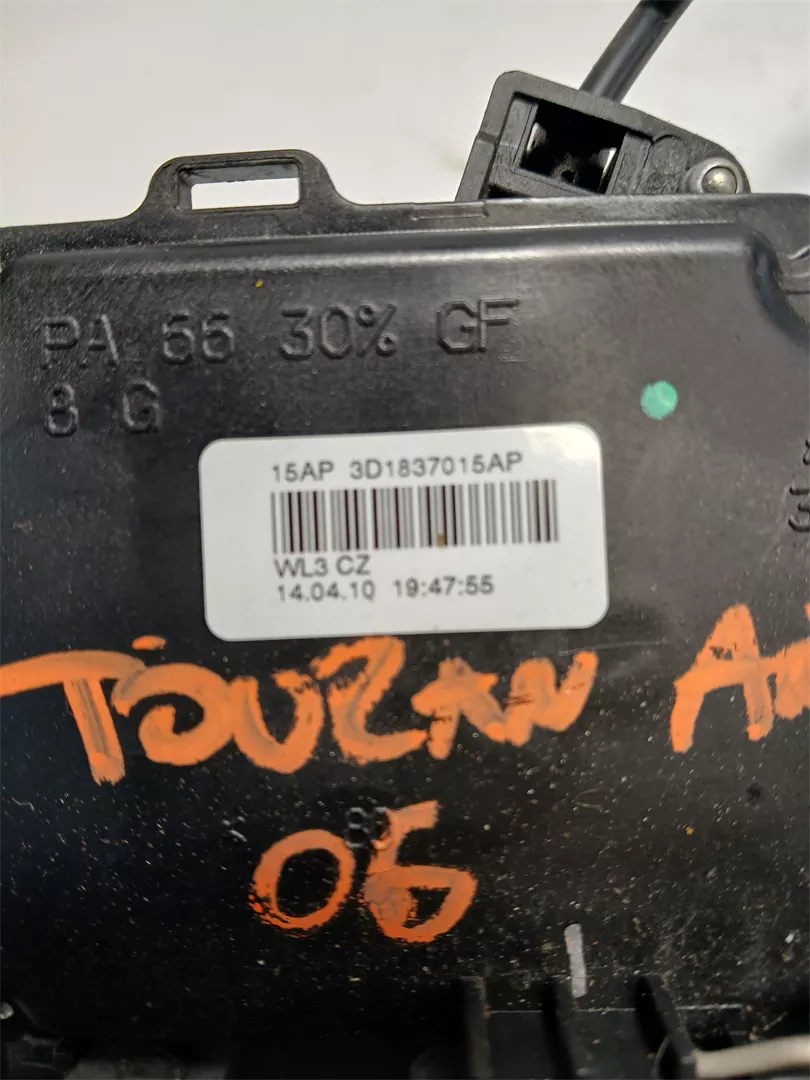 PA 66 30% GF
8 G
15AP 3D1837015AP
WL3 CZ
14.04.10 19:47:55
TOURAN
06